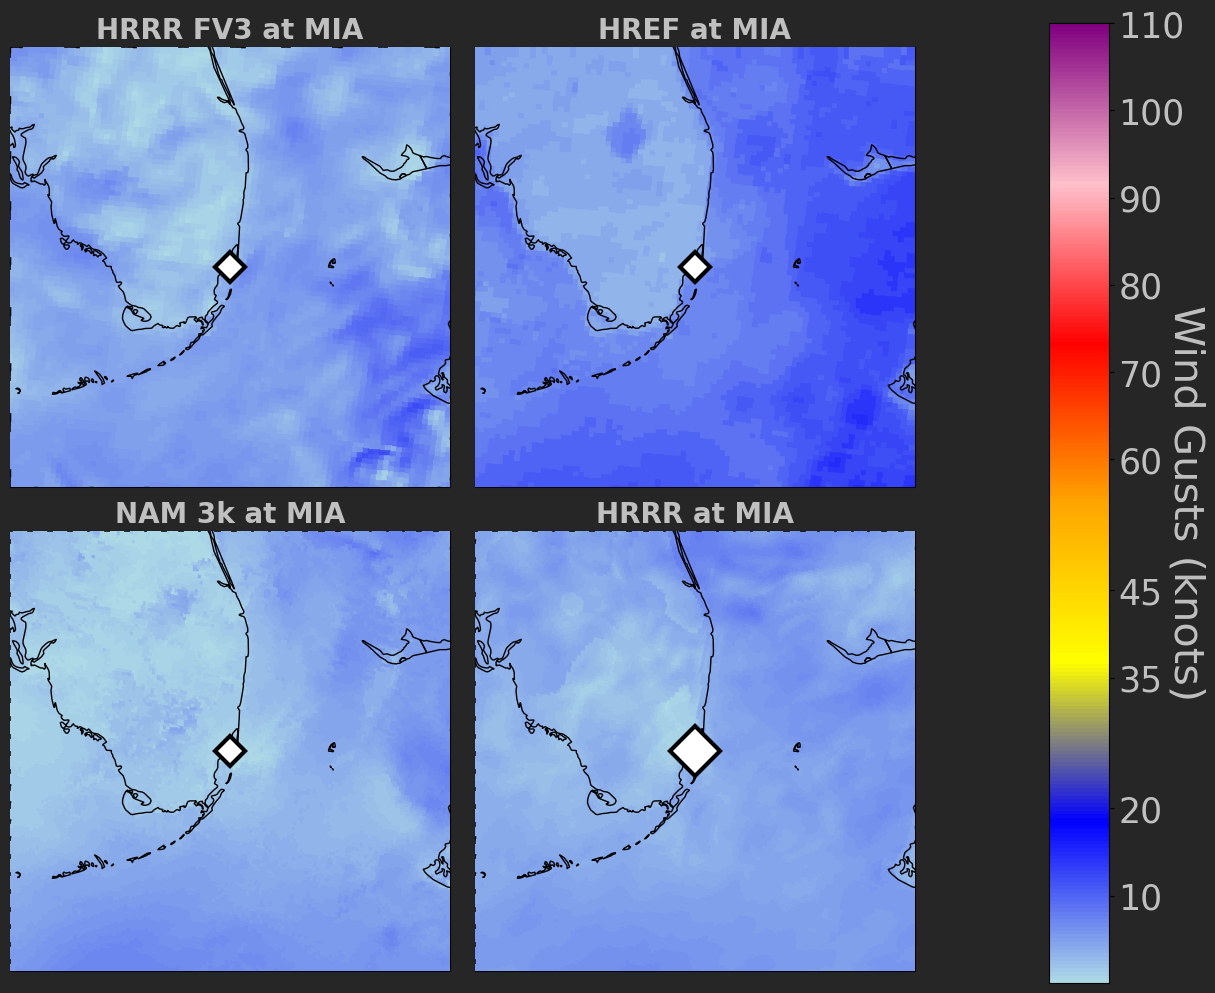 HRRR FV3 at MIA
HREF at MIA
NAM 3k at MIA
HRRR at MIA
110
100
90
80
70
60
45
35
20
10
Wind Gusts (knots)